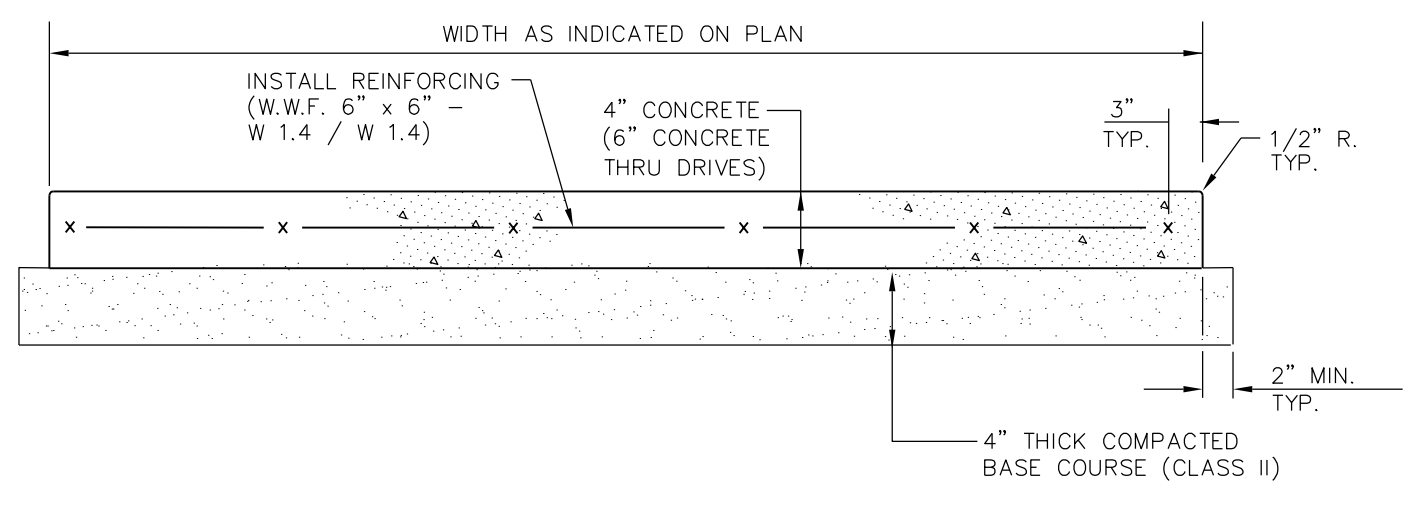 WIDTH AS INDICATED ON PLAN
INSTALL REINFORCING
(W.W.F. 6” x 6” –
W 1.4 / W 1.4)
4” CONCRETE
(6” CONCRETE
THRU DRIVES)
3”
TYP.
1/2” R.
TYP.
x x x x x x
2” MIN.
TYP.
4” THICK COMPACTED
BASE COURSE (CLASS II)